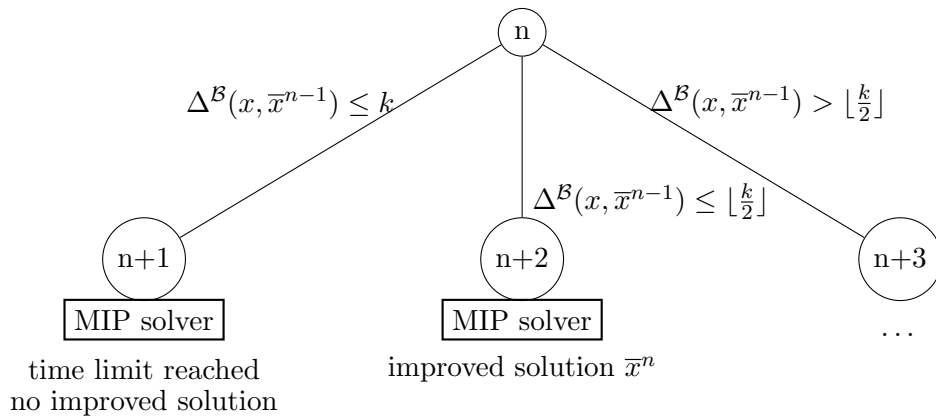 n
Δ^ℬ(x, x̅ⁿ⁻¹) ≤ k
Δ^ℬ(x, x̅ⁿ⁻¹) > ⌊k/2⌋
Δ^ℬ(x, x̅ⁿ⁻¹) ≤ ⌊k/2⌋
n+1
n+2
n+3
MIP solver
MIP solver
...
time limit reached
no improved solution
improved solution x̅ⁿ